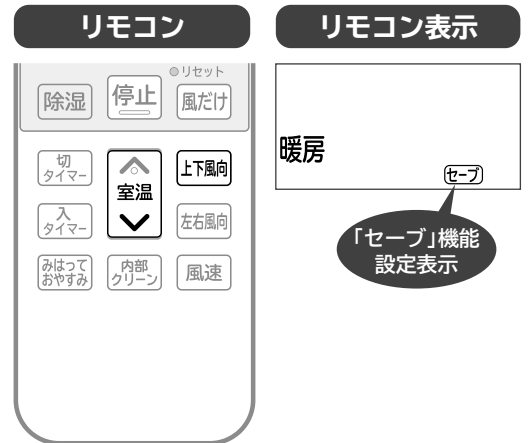 リモコン
リモコン表示
リセット
除湿
停止
風だけ
切
タイマー
室温
上下風向
入
タイマー
左右風向
みはって
おやすみ
内部
クリーン
風速
暖房
セーブ
「セーブ」機能
設定表示